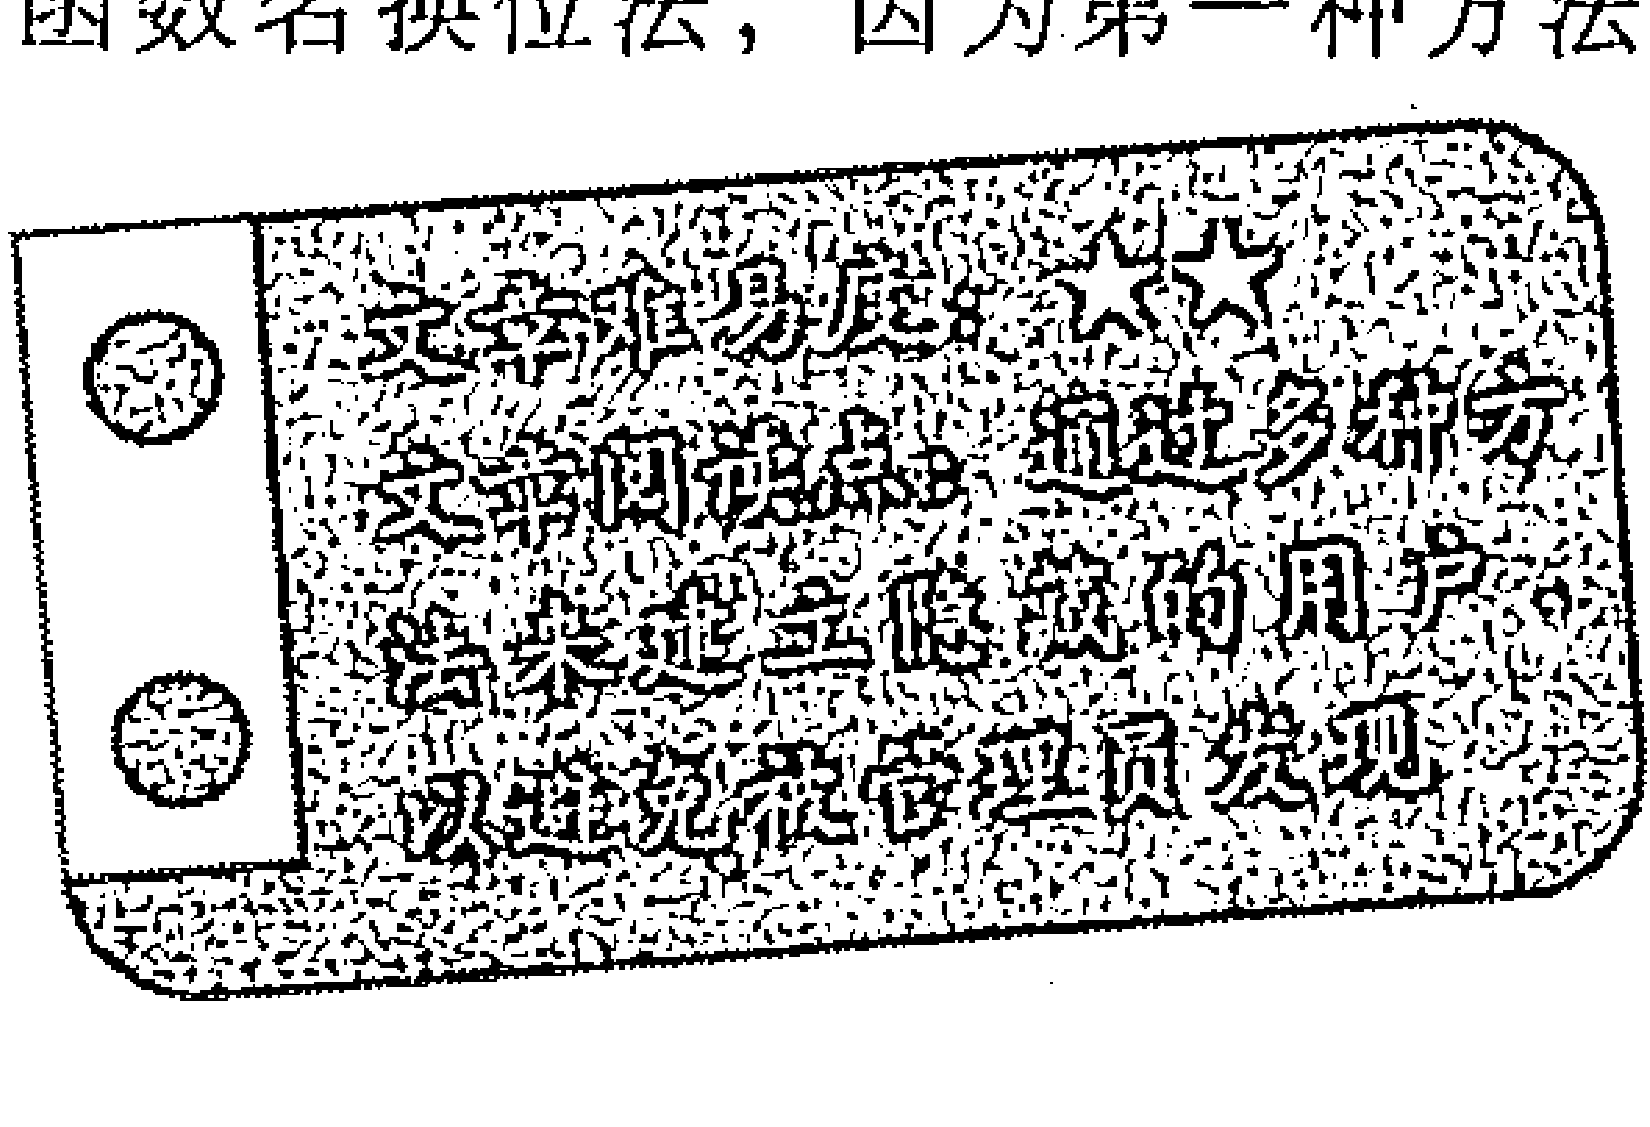 函数名换位法，因为第一种方法
文章难易度：☆☆
文章阅读点：通过多种方
法来建立隐藏的用户，
以避免被管理员发现